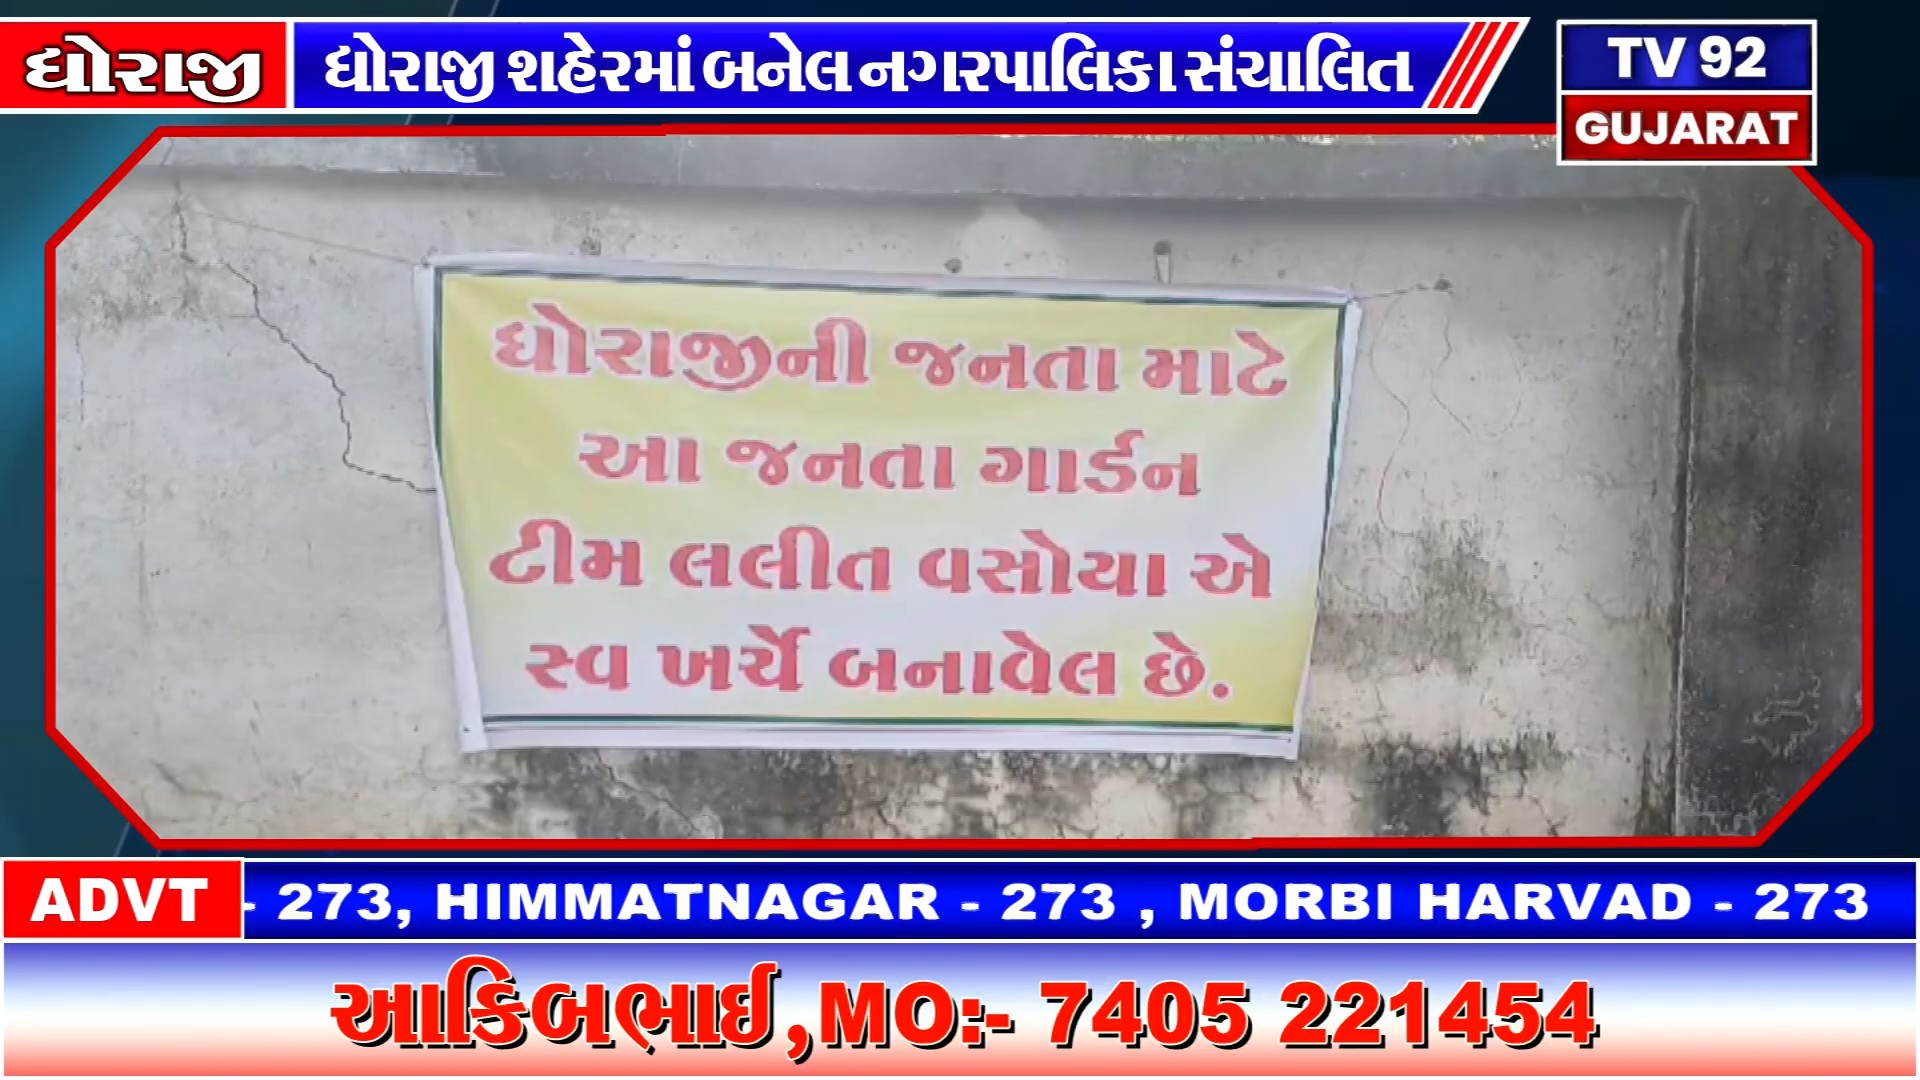 ધોરાજી
ધોરાજી શહેરમાં બનેલ નગરપાલિકા સંચાલિત
TV 92
GUJARAT
ધોરાજીની જનતા માટે
આ જનતા ગાર્ડન
ટીમ લલીત વસોયા એ
સ્વ ખર્ચે બનાવેલ છે.
ADVT
- 273, HIMMATNAGAR - 273 , MORBI HARVAD - 273
આકિબભાઈ,MO:- 7405 221454